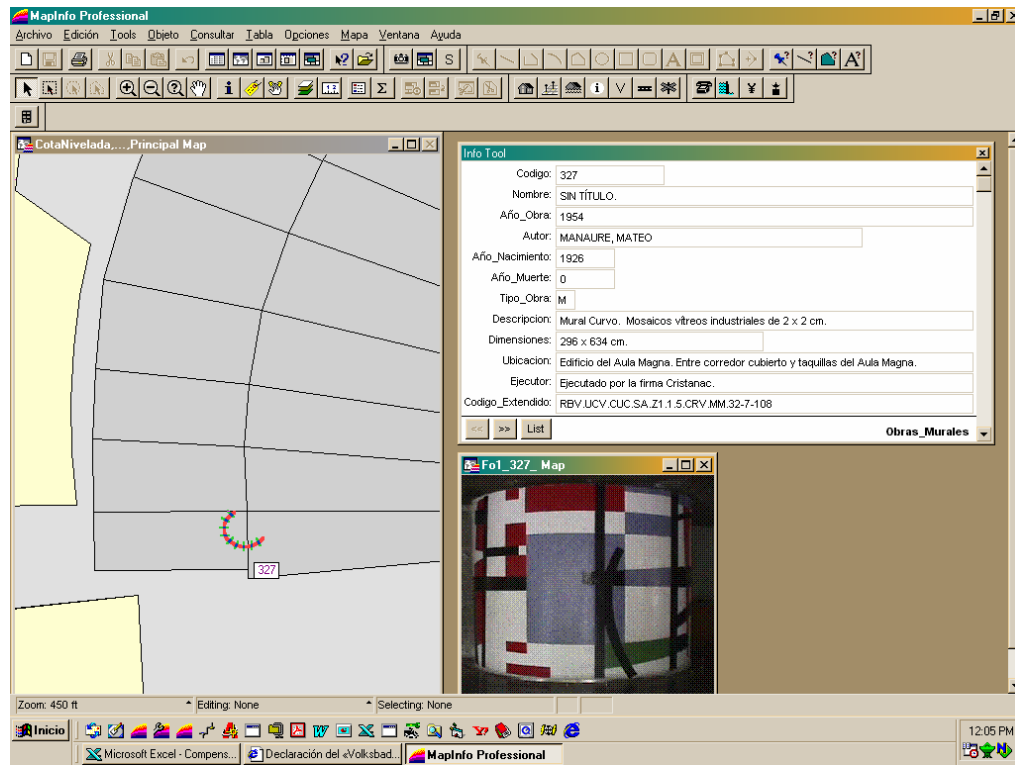 MapInfo Professional
Archivo Edición Tools Objeto Consultar Tabla Opciones Mapa Ventana Ayuda
CotaNivelada,...,Principal Map
327
Info Tool
Codigo: 327
Nombre: SIN TÍTULO.
Año_Obra: 1954
Autor: MANAURE, MATEO
Año_Nacimiento: 1926
Año_Muerte: 0
Tipo_Obra: M
Descripcion: Mural Curvo. Mosaicos vítreos industriales de 2 x 2 cm.
Dimensiones: 296 x 634 cm.
Ubicacion: Edificio del Aula Magna. Entre corredor cubierto y taquillas del Aula Magna.
Ejecutor: Ejecutado por la firma Cristanac.
Codigo_Extendido: RBV.UCV.CUC.SA.Z1.1.5.CRV.MM.32-7-108
<< >> List Obras_Murales
Fo1_327_ Map
Zoom: 450 ft Editing: None Selecting: None
Inicio 12:05 PM
Microsoft Excel - Compens... Declaración del «Volksbad... MapInfo Professional